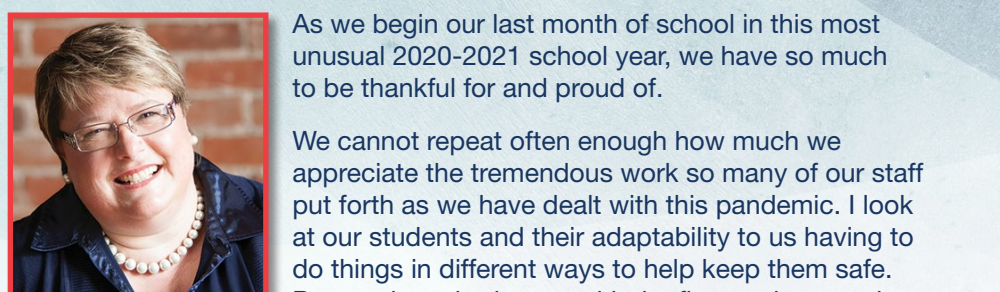 As we begin our last month of school in this most
unusual 2020-2021 school year, we have so much
to be thankful for and proud of.
We cannot repeat often enough how much we
appreciate the tremendous work so many of our staff
put forth as we have dealt with this pandemic. I look
at our students and their adaptability to us having to
do things in different ways to help keep them safe.